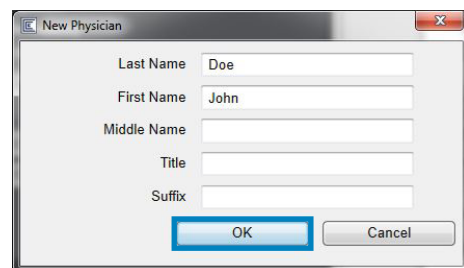 New Physician
Last Name Doe
First Name John
Middle Name
Title
Suffix
OK Cancel